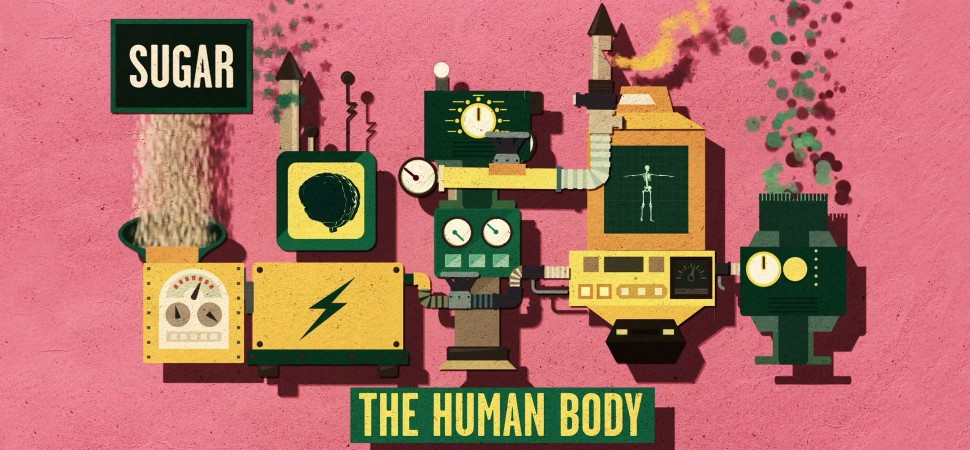 SUGAR
THE HUMAN BODY